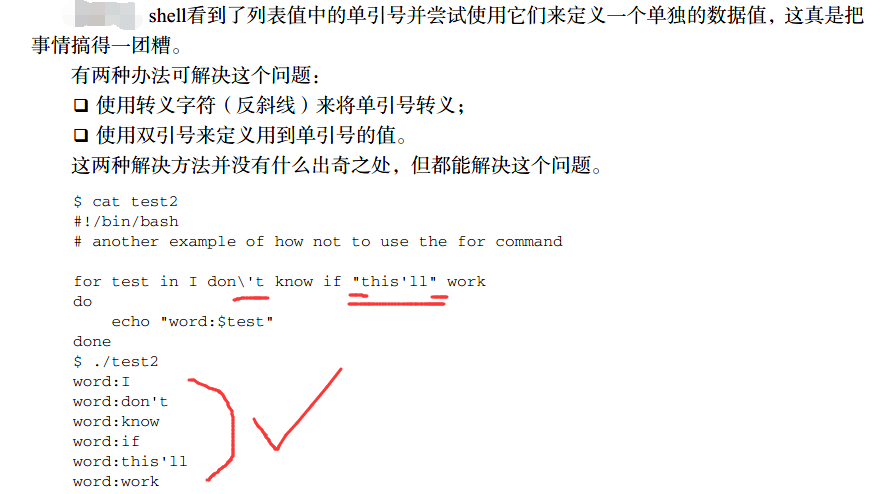 shell看到了列表值中的单引号并尝试使用它们来定义一个单独的数据值，这真是把
事情搞得一团糟。
有两种办法可解决这个问题：
❏ 使用转义字符（反斜线）来将单引号转义；
❏ 使用双引号来定义用到单引号的值。
这两种解决方法并没有什么出奇之处，但都能解决这个问题。
$ cat test2
#!/bin/bash
# another example of how not to use the for command
for test in I don\'t know if "this'll" work
do
echo "word:$test"
done
$ ./test2
word:I
word:don't
word:know
word:if
word:this'll
word:work